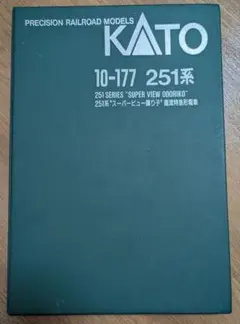 PRECISION RAILROAD MODELS
KATO
10-177 251系
251 SERIES "SUPER VIEW ODORIKO"
251系"スーパービュー踊り子"直流特急形電車